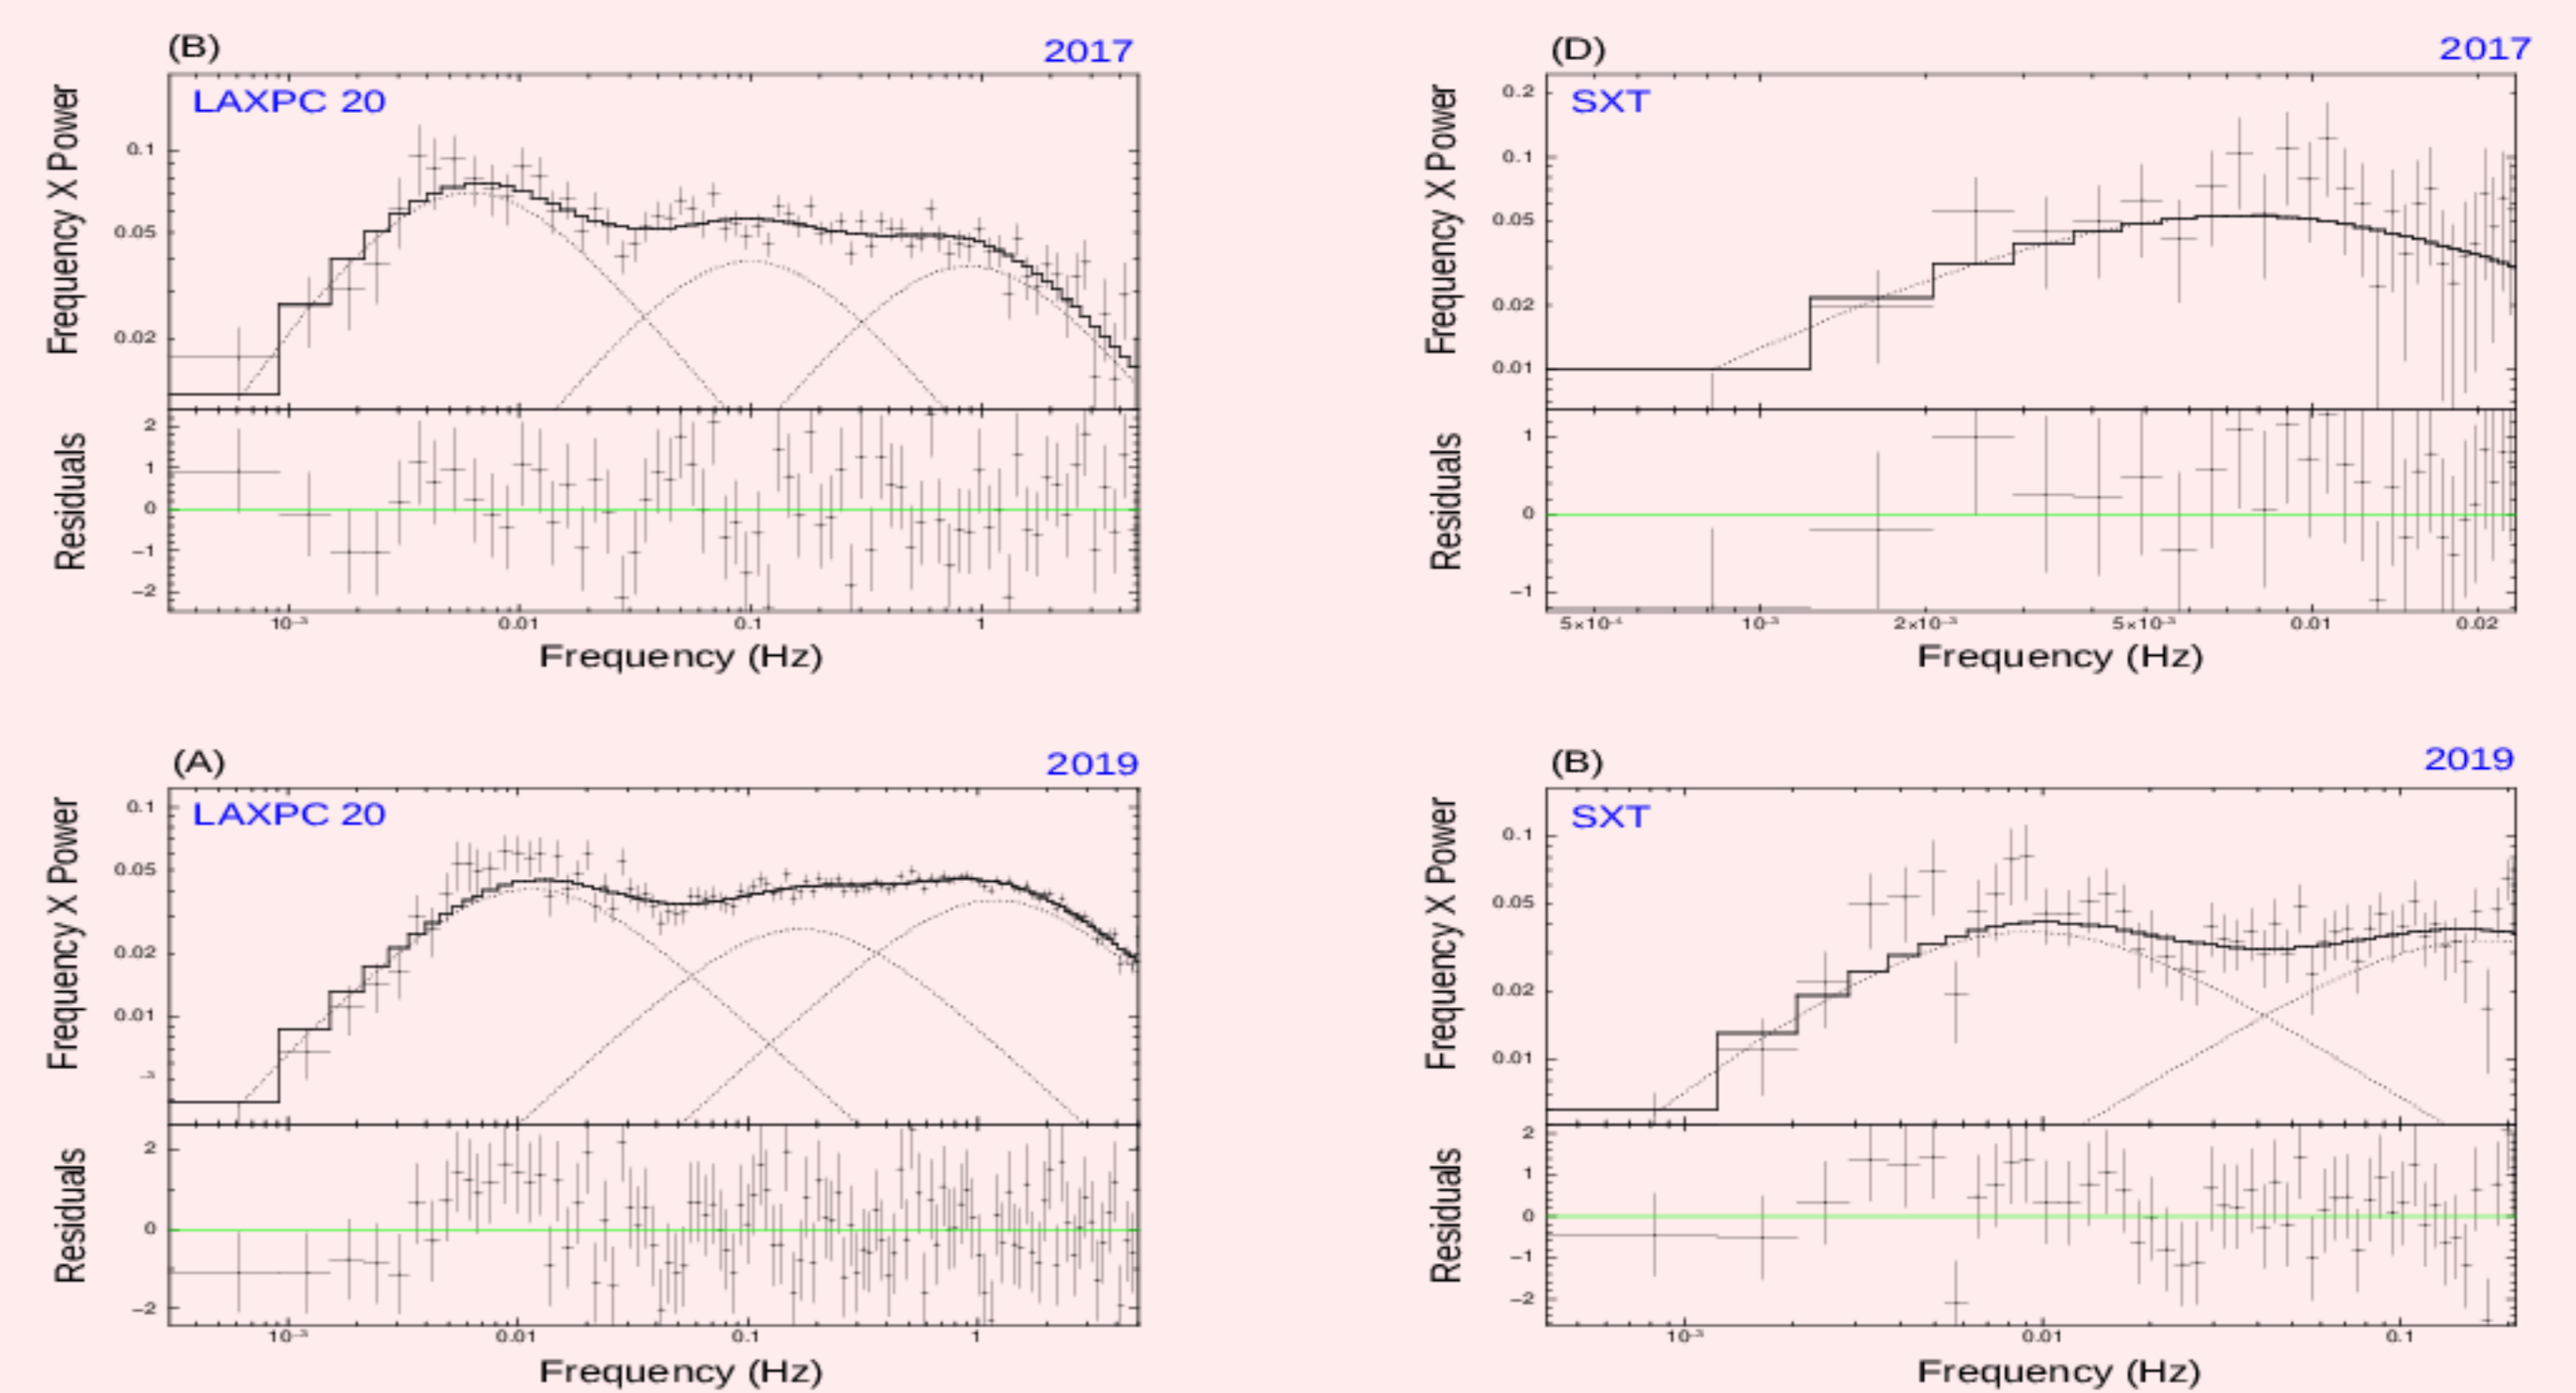 (B)
2017
LAXPC 20
Frequency X Power
0.1
0.05
0.02
Residuals
2
1
0
−1
−2
10⁻³
0.01
0.1
1
Frequency (Hz)
(D)
2017
SXT
Frequency X Power
0.2
0.1
0.05
0.02
0.01
Residuals
1
0
−1
5×10⁻⁴
10⁻³
2×10⁻³
5×10⁻³
0.01
0.02
Frequency (Hz)
(A)
2019
LAXPC 20
Frequency X Power
0.1
0.05
0.02
0.01
Residuals
2
0
−2
10⁻³
0.01
0.1
1
Frequency (Hz)
(B)
2019
SXT
Frequency X Power
0.1
0.05
0.02
0.01
Residuals
2
1
0
−1
−2
10⁻³
0.01
0.1
Frequency (Hz)